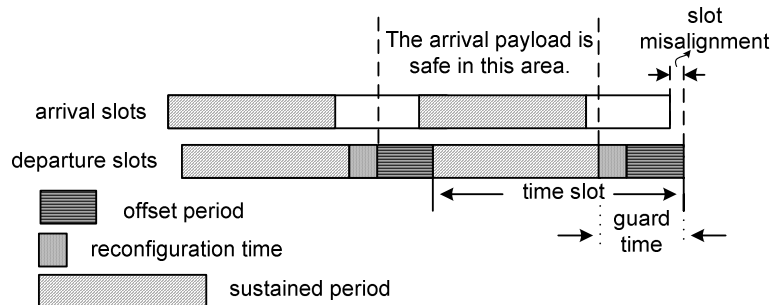 slot
misalignment
The arrival payload is
safe in this area.
arrival slots
departure slots
time slot
offset period
guard
time
reconfiguration time
sustained period